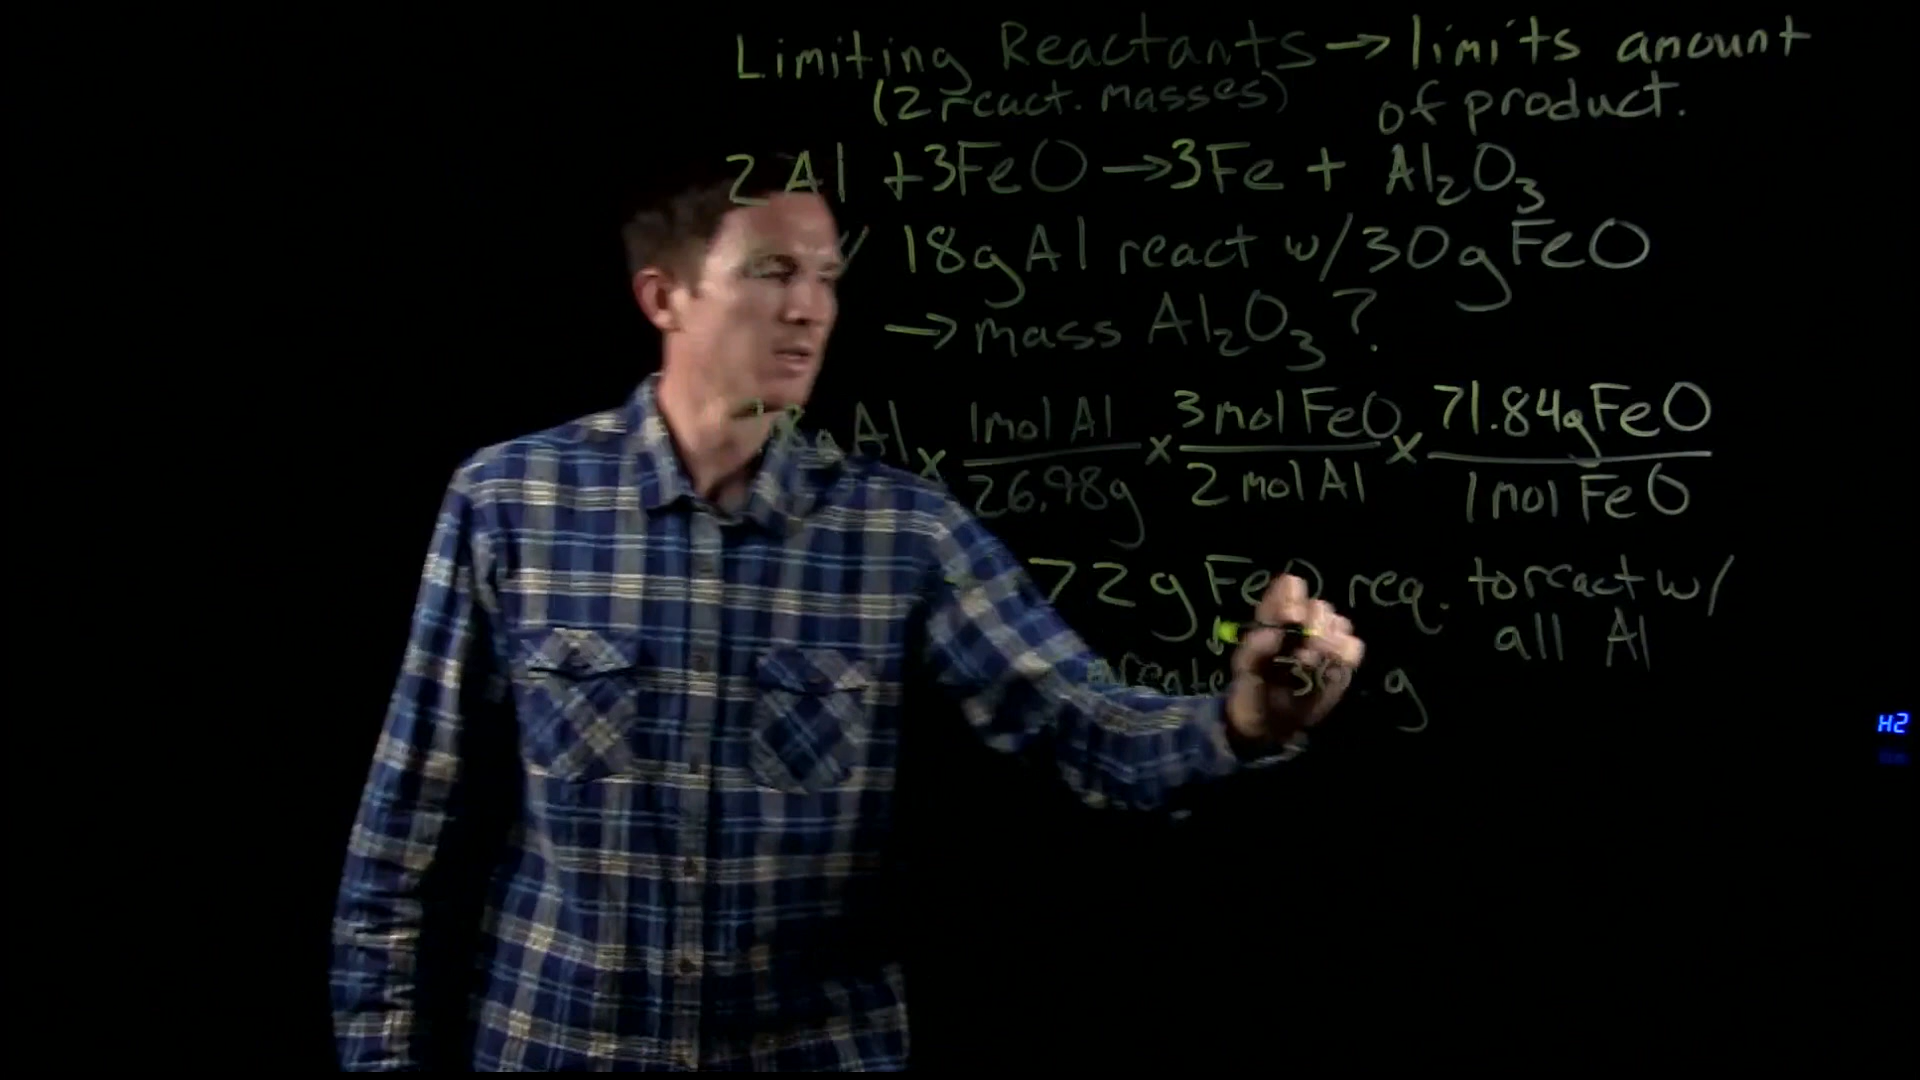 Limiting Reactants → limits amount
(2 react. masses) of product.
2 Al + 3FeO → 3Fe + Al₂O₃
18g Al react w/ 30g FeO
→ mass Al₂O₃?
18g Al x 1mol Al / 26.98g x 3mol FeO / 2 mol Al x 71.84g FeO / 1mol FeO
72g FeO req. to react w/
all Al
g
H2